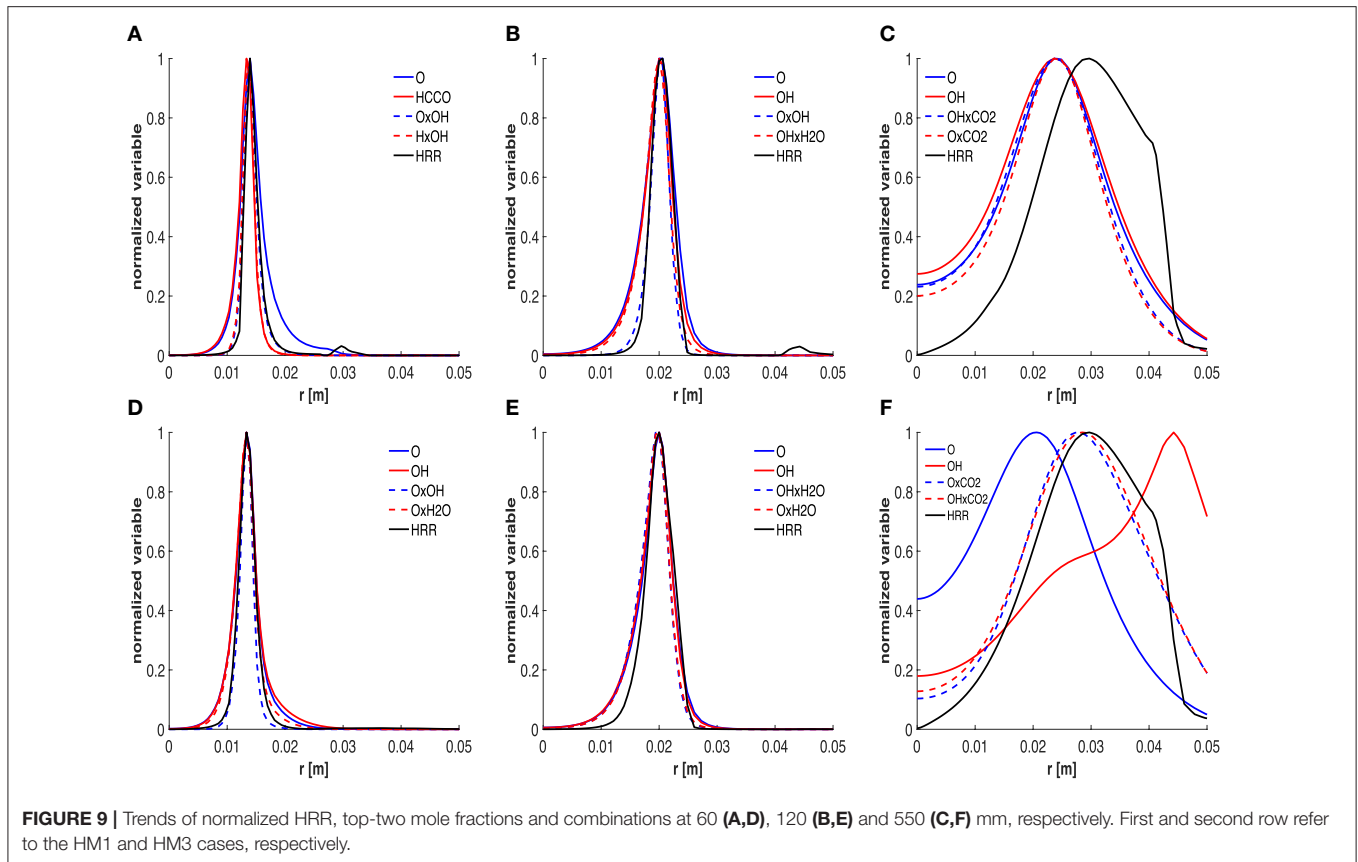 A
normalized variable
1
0.8
0.6
0.4
0.2
0
0 0.01 0.02 0.03 0.04 0.05
r [m]
O
HCCO
OxOH
HxOH
HRR
B
normalized variable
1
0.8
0.6
0.4
0.2
0
0 0.01 0.02 0.03 0.04 0.05
r [m]
O
OH
OxOH
OHxH2O
HRR
C
normalized variable
1
0.8
0.6
0.4
0.2
0
0 0.01 0.02 0.03 0.04 0.05
r [m]
O
OH
OHxCO2
OxCO2
HRR
D
normalized variable
1
0.8
0.6
0.4
0.2
0
0 0.01 0.02 0.03 0.04 0.05
r [m]
O
OH
OxOH
OxH2O
HRR
E
normalized variable
1
0.8
0.6
0.4
0.2
0
0 0.01 0.02 0.03 0.04 0.05
r [m]
O
OH
OHxH2O
OxH2O
HRR
F
normalized variable
1
0.8
0.6
0.4
0.2
0
0 0.01 0.02 0.03 0.04 0.05
r [m]
O
OH
OxCO2
OHxCO2
HRR
FIGURE 9 | Trends of normalized HRR, top-two mole fractions and combinations at 60 (A,D), 120 (B,E) and 550 (C,F) mm, respectively. First and second row refer
to the HM1 and HM3 cases, respectively.